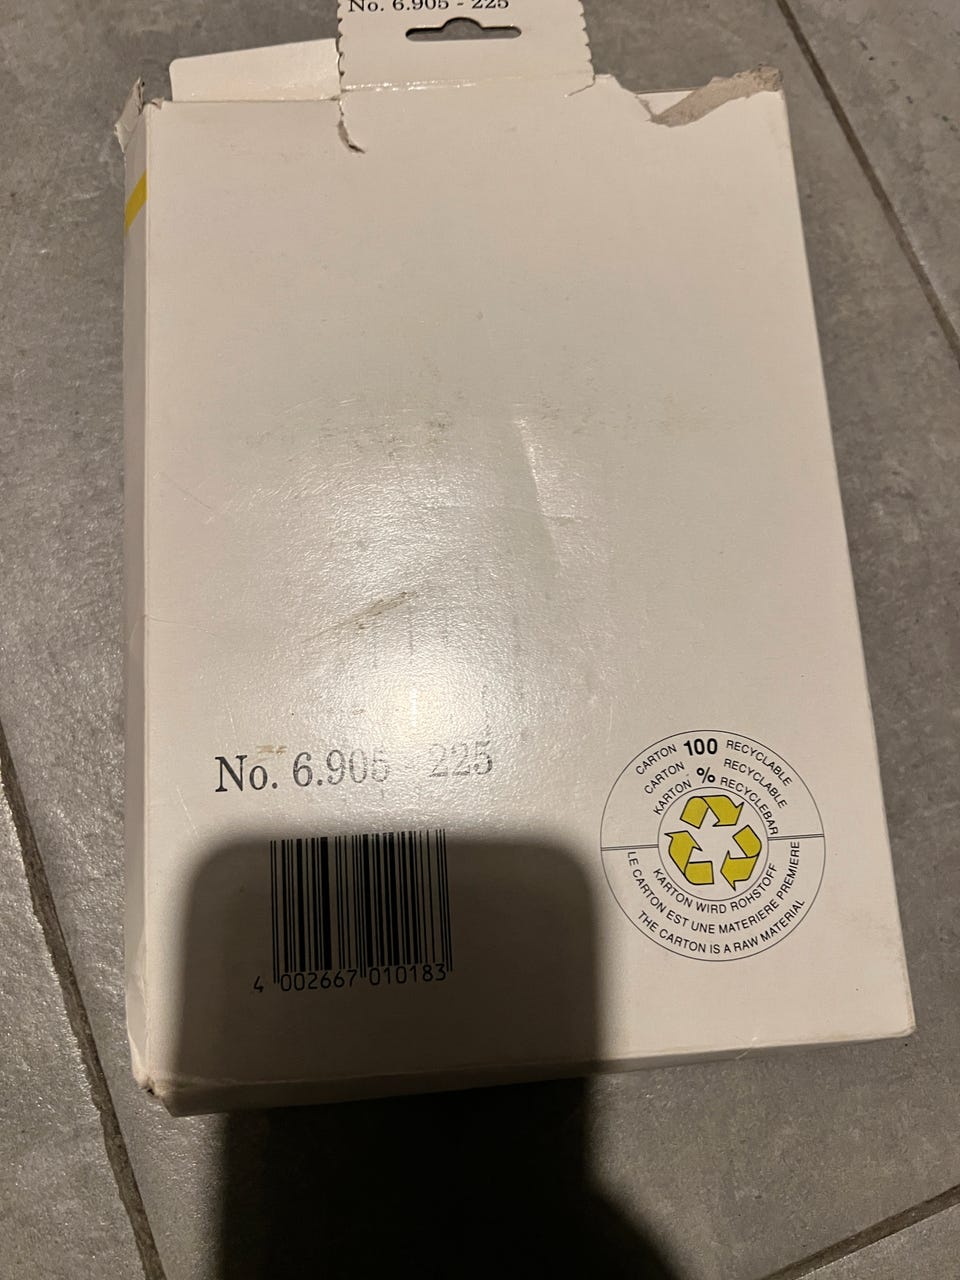 No. 6.905 - 225
No. 6.905 - 225
4 002667 010183
CARTON 100 RECYCLABLE
CARTON % RECYCLABLE
KARTON RECYCLEBAR
KARTON WIRD ROHSTOFF
LE CARTON EST UNE MATERIERE PREMIERE
THE CARTON IS A RAW MATERIAL